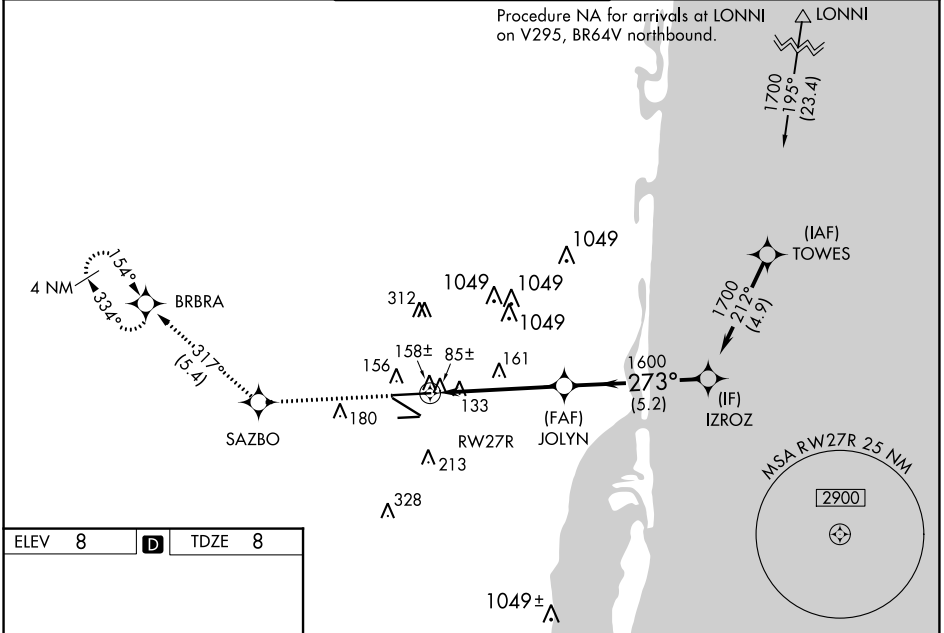 Procedure NA for arrivals at LONNI
on V295, BR64V northbound.
LONNI
1700
195°
(23.4)
(IAF)
TOWES
1700
212°
(4.9)
1049
1049
1049
1049
312
4 NM
154°
334°
BRBRA
317°
(5.4)
158±
85±
156
161
133
180
1600
273°
(5.2)
(IF)
IZROZ
(FAF)
JOLYN
SAZBO
RW27R
213
328
MSA RW27R 25 NM
2900
ELEV 8 D TDZE 8
1049±